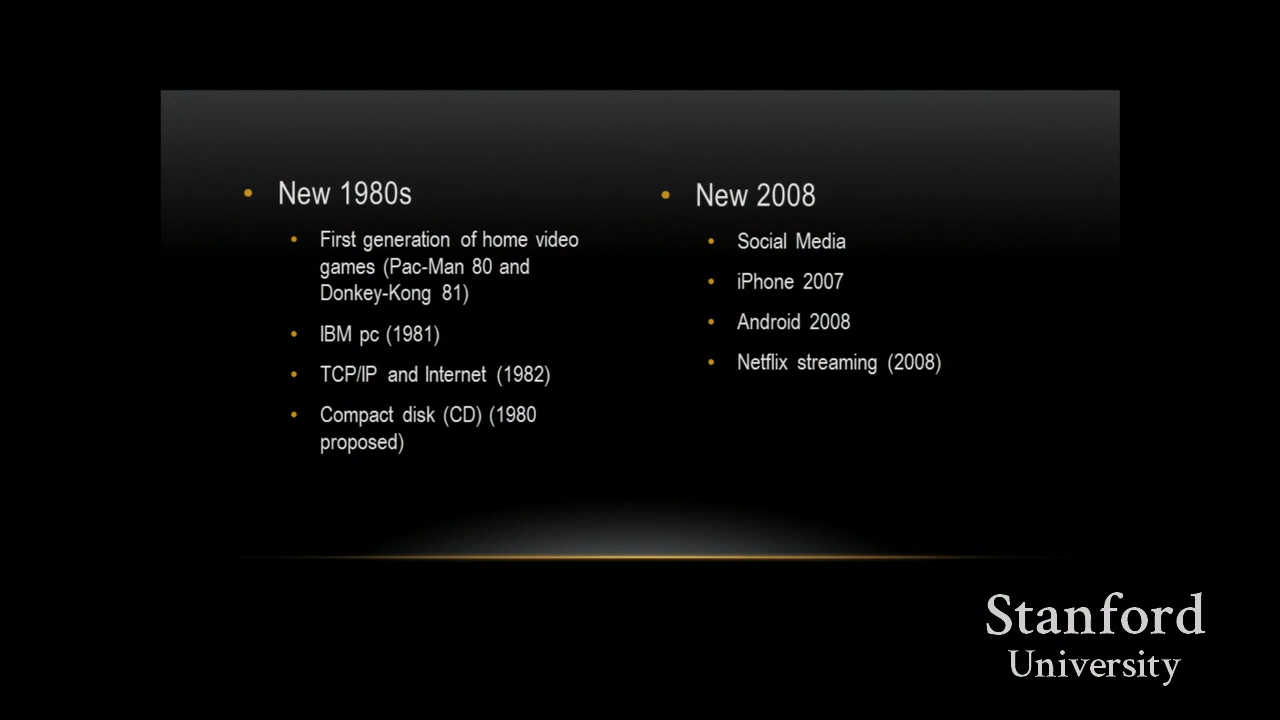 New 1980s
First generation of home video
games (Pac-Man 80 and
Donkey-Kong 81)
IBM pc (1981)
TCP/IP and Internet (1982)
Compact disk (CD) (1980
proposed)
New 2008
Social Media
iPhone 2007
Android 2008
Netflix streaming (2008)
Stanford
University